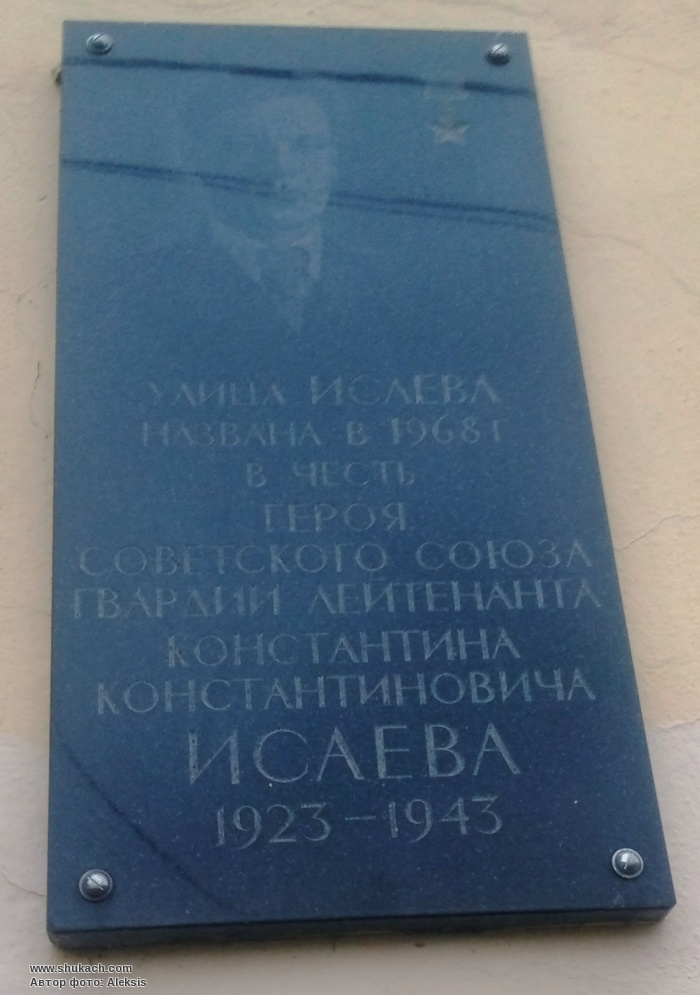 УЛИЦА ИСАЕВА
НАЗВАНА В 1968 г
В ЧЕСТЬ
ГЕРОЯ
СОВЕТСКОГО СОЮЗА
ГВАРДИИ ЛЕЙТЕНАНТА
КОНСТАНТИНА
КОНСТАНТИНОВИЧА
ИСАЕВА
1923–1943
www.shukach.com
Автор фото: Aleksis